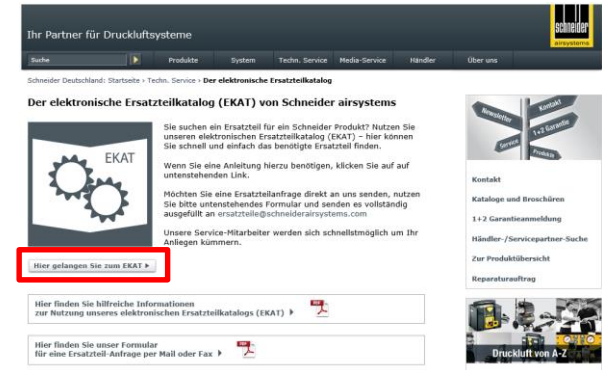 schneider
airsystems
Ihr Partner für Druckluftsysteme
Suche
Produkte
System
Techn. Service
Media-Service
Händler
Über uns
Schneider Deutschland: Startseite › Techn. Service › Der elektronische Ersatzteilkatalog
Der elektronische Ersatzteilkatalog (EKAT) von Schneider airsystems
EKAT
Sie suchen ein Ersatzteil für ein Schneider Produkt? Nutzen Sie
unseren elektronischen Ersatzteilkatalog (EKAT) – hier können
Sie schnell und einfach das benötigte Ersatzteil finden.
Wenn Sie eine Anleitung hierzu benötigen, klicken Sie auf auf
untenstehenden Link.
Möchten Sie eine Ersatzteilanfrage direkt an uns senden, nutzen
Sie bitte untenstehendes Formular und senden es vollständig
ausgefüllt an ersatzteile@schneiderairsystems.com
Unsere Service-Mitarbeiter werden sich schnellstmöglich um Ihr
Anliegen kümmern.
Hier gelangen Sie zum EKAT
Hier finden Sie hilfreiche Informationen
zur Nutzung unseres elektronischen Ersatzteilkatalogs (EKAT)
Hier finden Sie unser Formular
für eine Ersatzteil-Anfrage per Mail oder Fax
Newsletter
Kontakt
1+2 Garantie
Service
Produkte
Kontakt
Kataloge und Broschüren
1+2 Garantieanmeldung
Händler-/Servicepartner-Suche
Zur Produktübersicht
Reparaturauftrag
Druckluft von A-Z